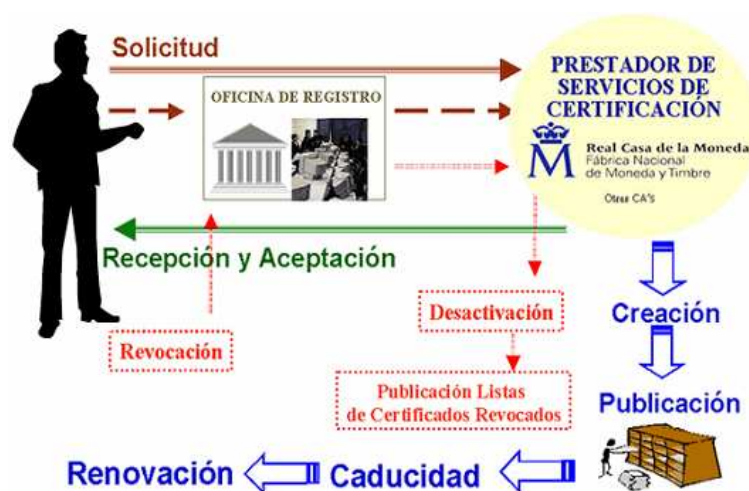 Solicitud
PRESTADOR DE
SERVICIOS DE
CERTIFICACIÓN
OFICINA DE REGISTRO
M
Real Casa de la Moneda
Fábrica Nacional
de Moneda y Timbre
Otras CA's
Recepción y Aceptación
Revocación
Desactivación
Creación
Publicación Listas
de Certificados Revocados
Publicación
Renovación
Caducidad